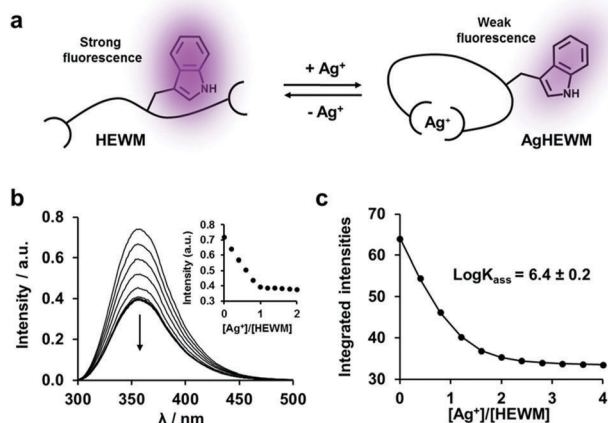 a
Strong
fluorescence
NH
HEWM
+ Ag⁺
- Ag⁺
Weak
fluorescence
NH
Ag⁺
AgHEWM
b
Intensity / a.u.
0.8
0.6
0.4
0.2
0.0
300 350 400 450 500
λ / nm
Intensity (a.u.)
0.8
0.7
0.6
0.5
0.4
0.3
0 1 2
[Ag⁺]/[HEWM]
c
Integrated intensities
70
60
50
40
30
LogKass = 6.4 ± 0.2
0 1 2 3 4
[Ag⁺]/[HEWM]